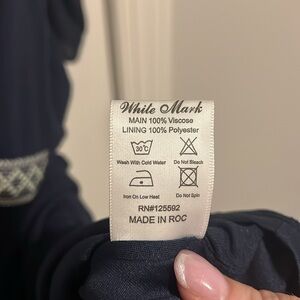 White Mark
MAIN 100% Viscose
LINING 100% Polyester
30°C
Wash With Cold Water Do Not Bleach
Iron On Low Heat Do Not Spin
RN#125592
MADE IN ROC